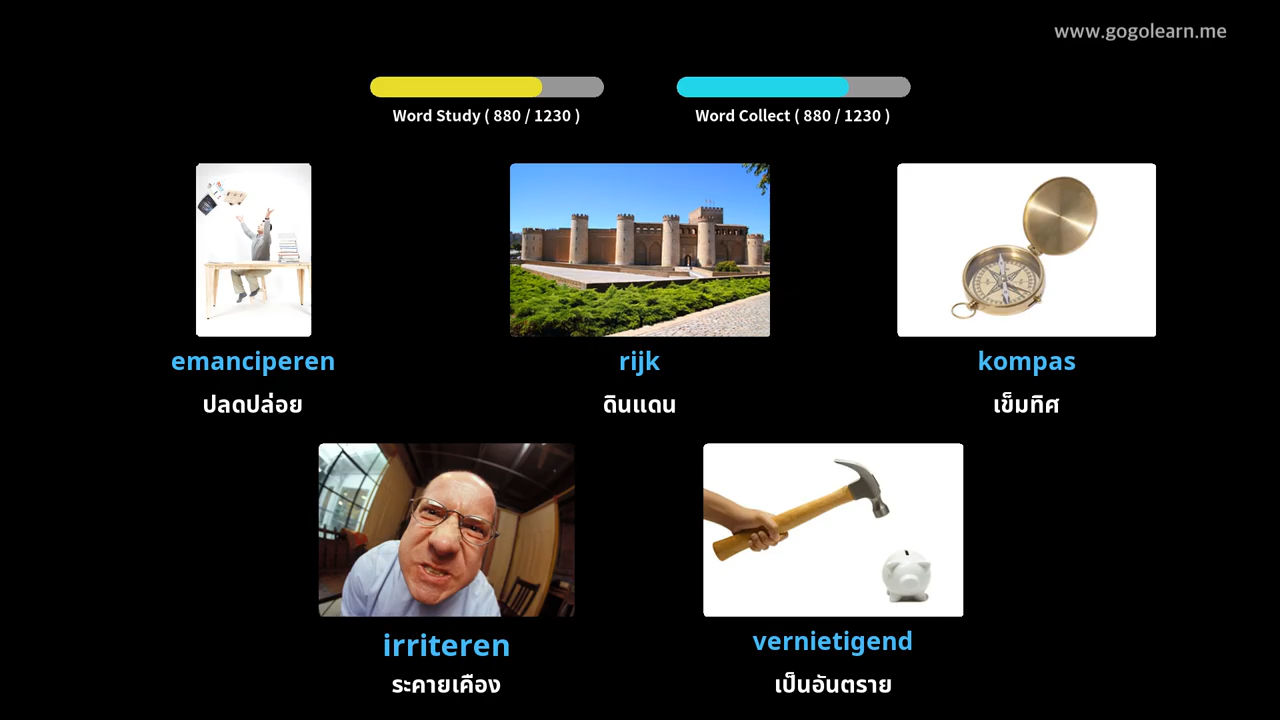 www.gogolearn.me
Word Study ( 880 / 1230 )
Word Collect ( 880 / 1230 )
emanciperen
ปลดปล่อย
rijk
ดินแดน
kompas
เข็มทิศ
irriteren
ระคายเคือง
vernietigend
เป็นอันตราย